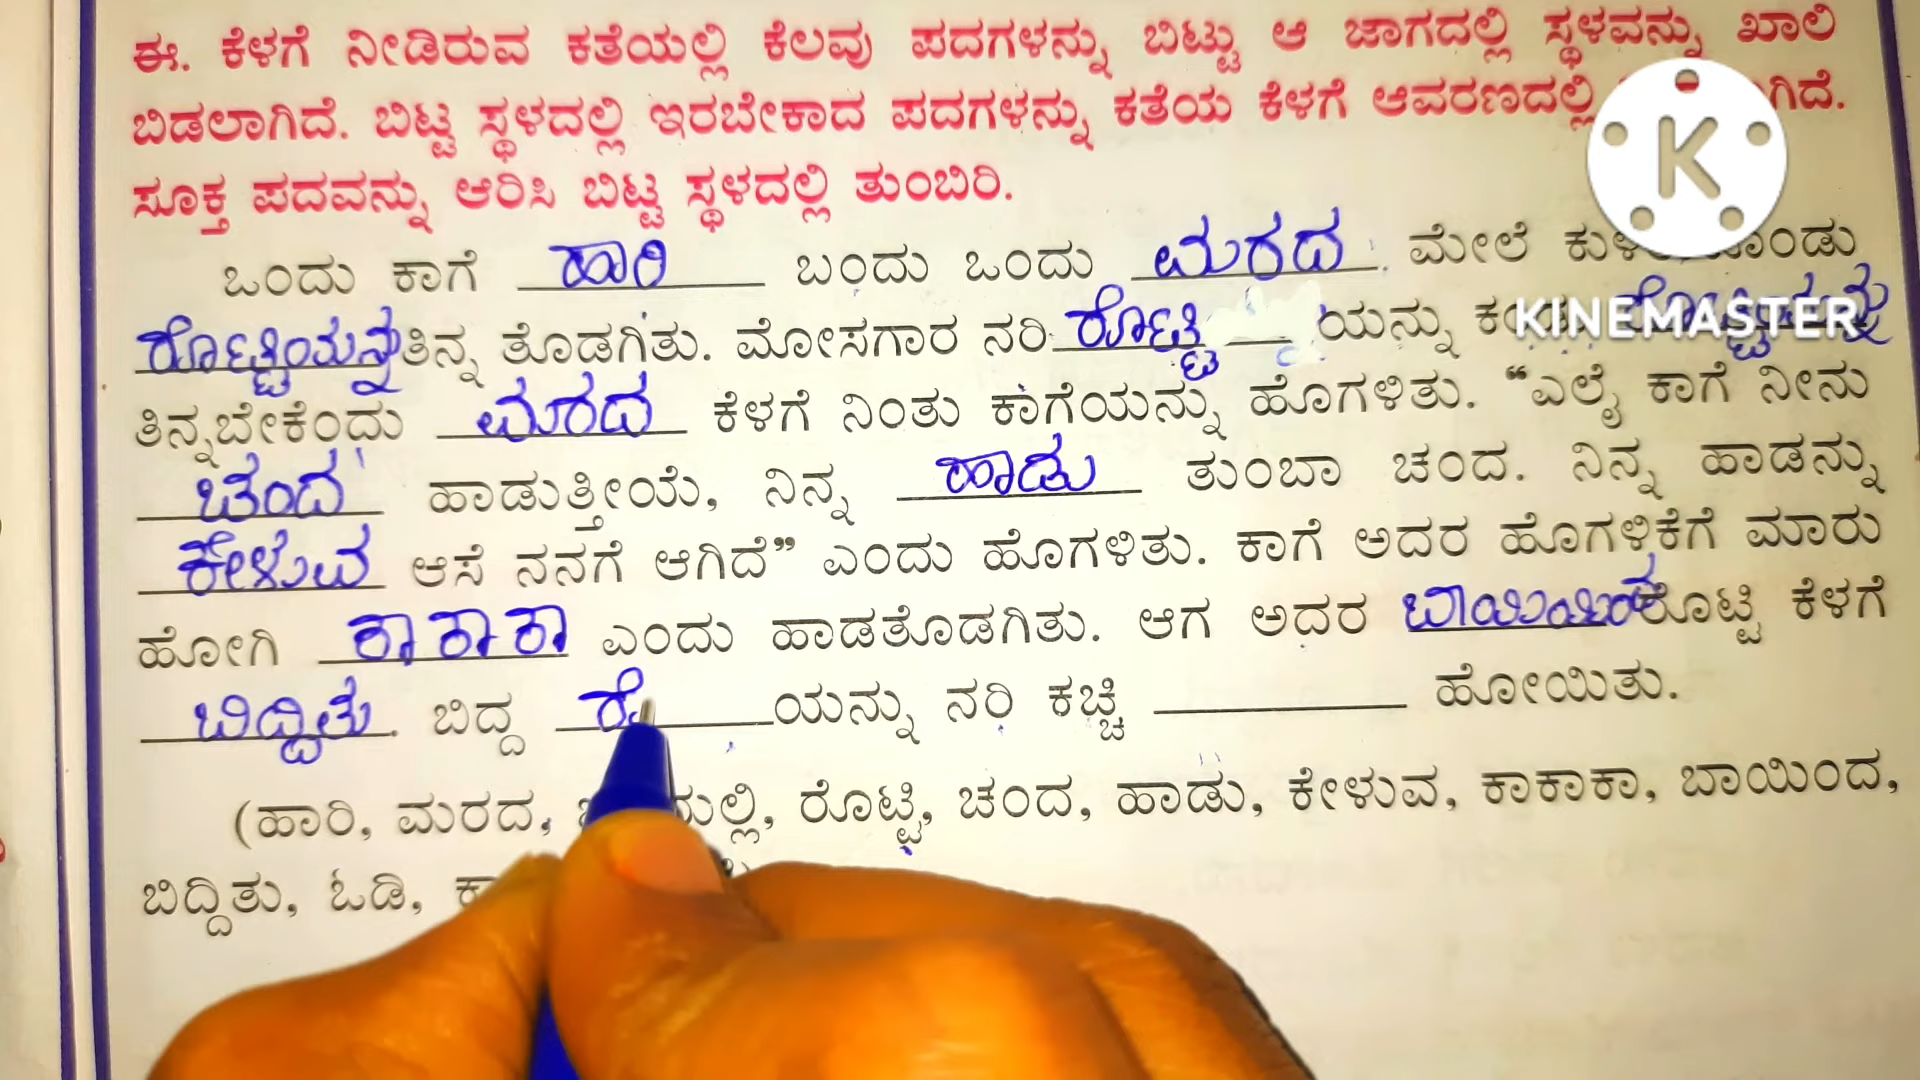 ಈ. ಕೆಳಗೆ ನೀಡಿರುವ ಕತೆಯಲ್ಲಿ ಕೆಲವು ಪದಗಳನ್ನು ಬಿಟ್ಟು ಆ ಜಾಗದಲ್ಲಿ ಸ್ಥಳವನ್ನು ಖಾಲಿ
ಬಿಡಲಾಗಿದೆ. ಬಿಟ್ಟ ಸ್ಥಳದಲ್ಲಿ ಇರಬೇಕಾದ ಪದಗಳನ್ನು ಕತೆಯ ಕೆಳಗೆ ಆವರಣದಲ್ಲಿ
ಸೂಕ್ತ ಪದವನ್ನು ಆರಿಸಿ ಬಿಟ್ಟ ಸ್ಥಳದಲ್ಲಿ ತುಂಬಿರಿ.
K
ಒಂದು ಕಾಗೆ ಹಾರಿ ಬಂದು ಒಂದು ಮರದ ಮೇಲೆ
KINEMASTER
ರೊಟ್ಟಿಯನ್ನು ತಿನ್ನ ತೊಡಗಿತು. ಮೋಸಗಾರ ನರಿ ರೊಟ್ಟಿ ಯನ್ನು
ತಿನ್ನಬೇಕೆಂದು ಮರದ ಕೆಳಗೆ ನಿಂತು ಕಾಗೆಯನ್ನು ಹೊಗಳಿತು. “ಎಲೈ ಕಾಗೆ ನೀನು
ಚೆಂದ ಹಾಡುತ್ತೀಯೆ, ನಿನ್ನ ಹಾಡು ತುಂಬಾ ಚಂದ. ನಿನ್ನ ಹಾಡನ್ನು
ಕೇಳುವ ಆಸೆ ನನಗೆ ಆಗಿದೆ” ಎಂದು ಹೊಗಳಿತು. ಕಾಗೆ ಅದರ ಹೊಗಳಿಕೆಗೆ ಮಾರು
ಹೋಗಿ ಕಾ ಕಾ ಕಾ ಎಂದು ಹಾಡತೊಡಗಿತು. ಆಗ ಅದರ ಬಾಯಿಯಿಂದ ರೊಟ್ಟಿ ಕೆಳಗೆ
ಬಿದ್ದಿತು. ಬಿದ್ದ ರೊ ಯನ್ನು ನರಿ ಕಚ್ಚಿ ಹೋಯಿತು.
(ಹಾರಿ, ಮರದ, ರೊಟ್ಟಿ, ಚಂದ, ಹಾಡು, ಕೇಳುವ, ಕಾಕಾಕಾ, ಬಾಯಿಂದ,
ಬಿದ್ದಿತು, ಓಡಿ,